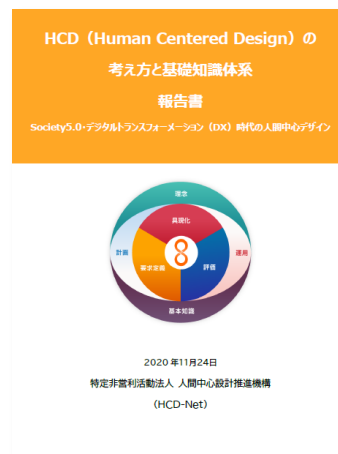 HCD（Human Centered Design）の
考え方と基礎知識体系
報告書
Society5.0・デジタルトランスフォーメーション（DX）時代の人間中心デザイン
理念
具現化
計画
運用
要求定義
評価
基本知識
2020年11月24日
特定非営利活動法人 人間中心設計推進機構
（HCD-Net）